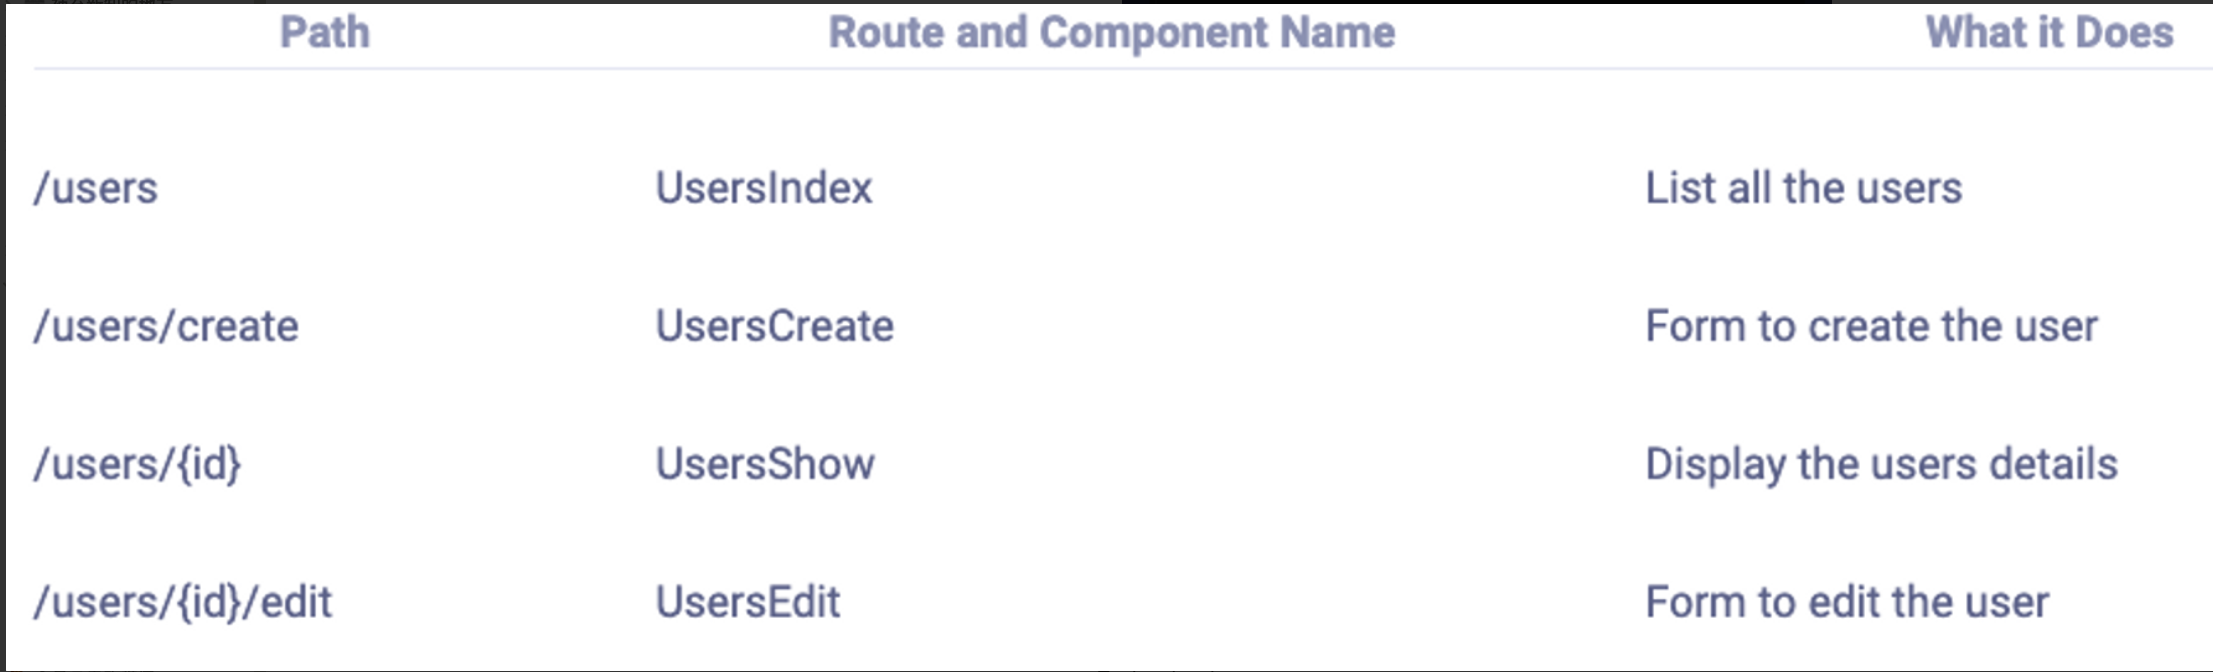 Path Route and Component Name What it Does
/users UsersIndex List all the users
/users/create UsersCreate Form to create the user
/users/{id} UsersShow Display the users details
/users/{id}/edit UsersEdit Form to edit the user